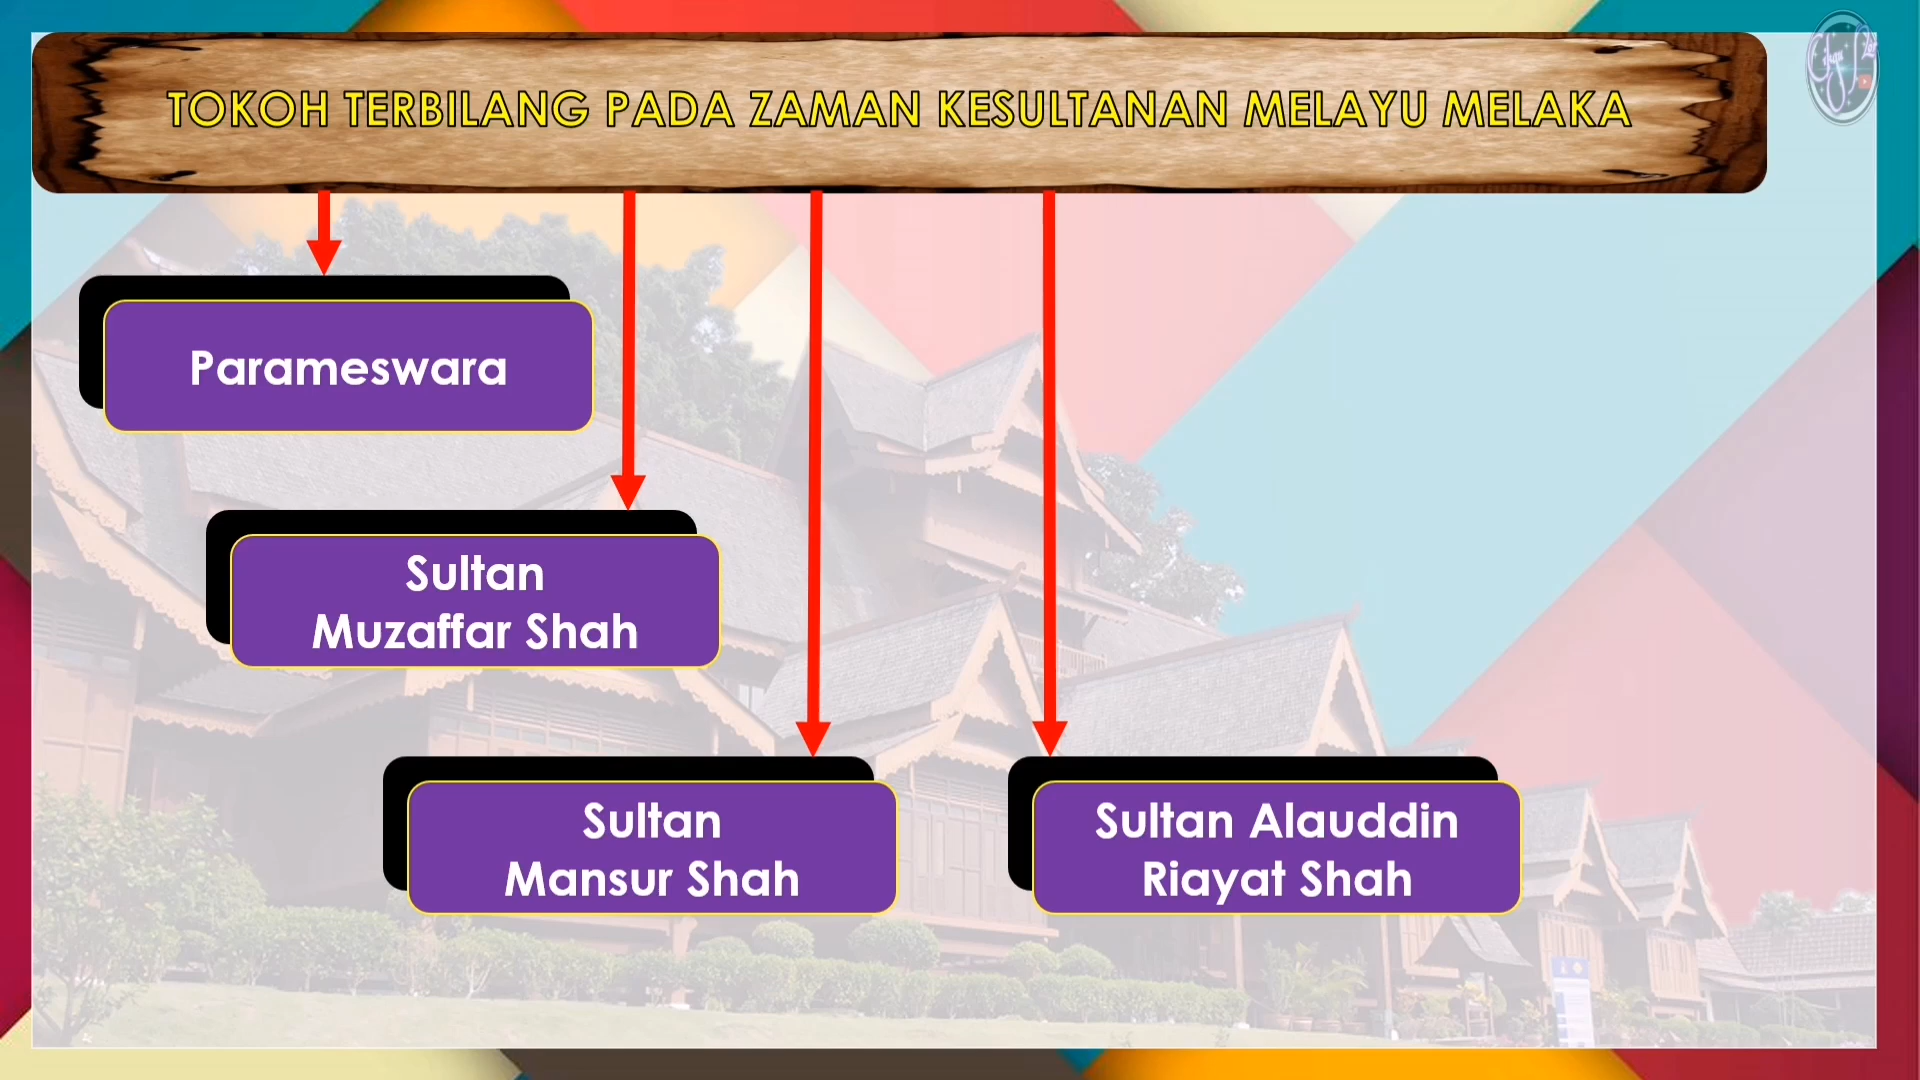 TOKOH TERBILANG PADA ZAMAN KESULTANAN MELAYU MELAKA
Parameswara
Sultan
Muzaffar Shah
Sultan
Mansur Shah
Sultan Alauddin
Riayat Shah